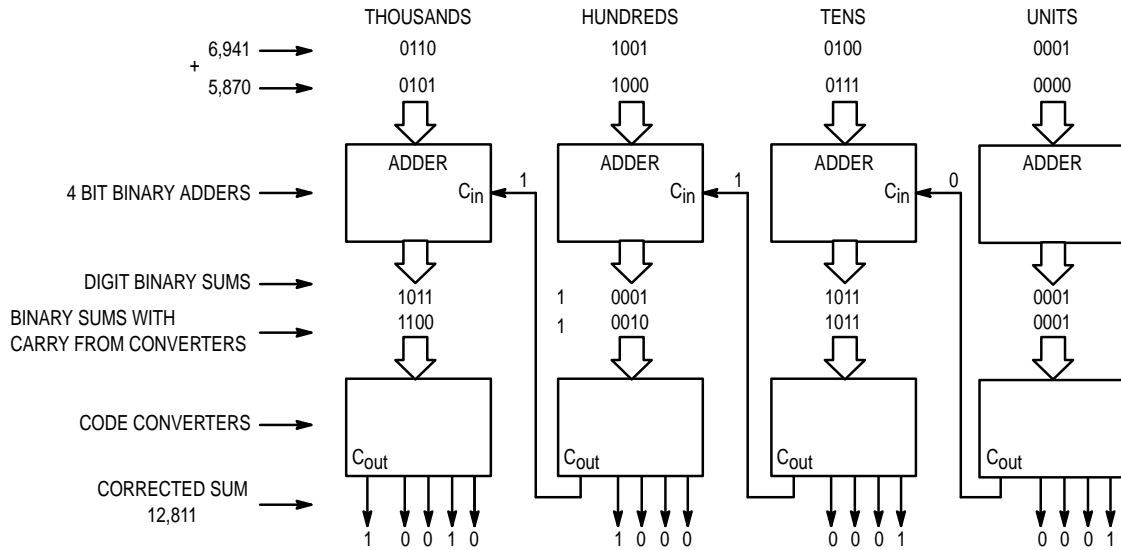 THOUSANDS HUNDREDS TENS UNITS
6,941 0110 1001 0100 0001
+
5,870 0101 1000 0111 0000
ADDER ADDER ADDER ADDER
4 BIT BINARY ADDERS Cin 1 Cin 1 Cin 0
DIGIT BINARY SUMS 1011 1 0001 1011 0001
BINARY SUMS WITH
CARRY FROM CONVERTERS 1100 1 0010 1011 0001
CODE CONVERTERS
Cout Cout Cout Cout
CORRECTED SUM
12,811
1 0 0 1 0 1 0 0 0 0 0 0 1 0 0 0 1